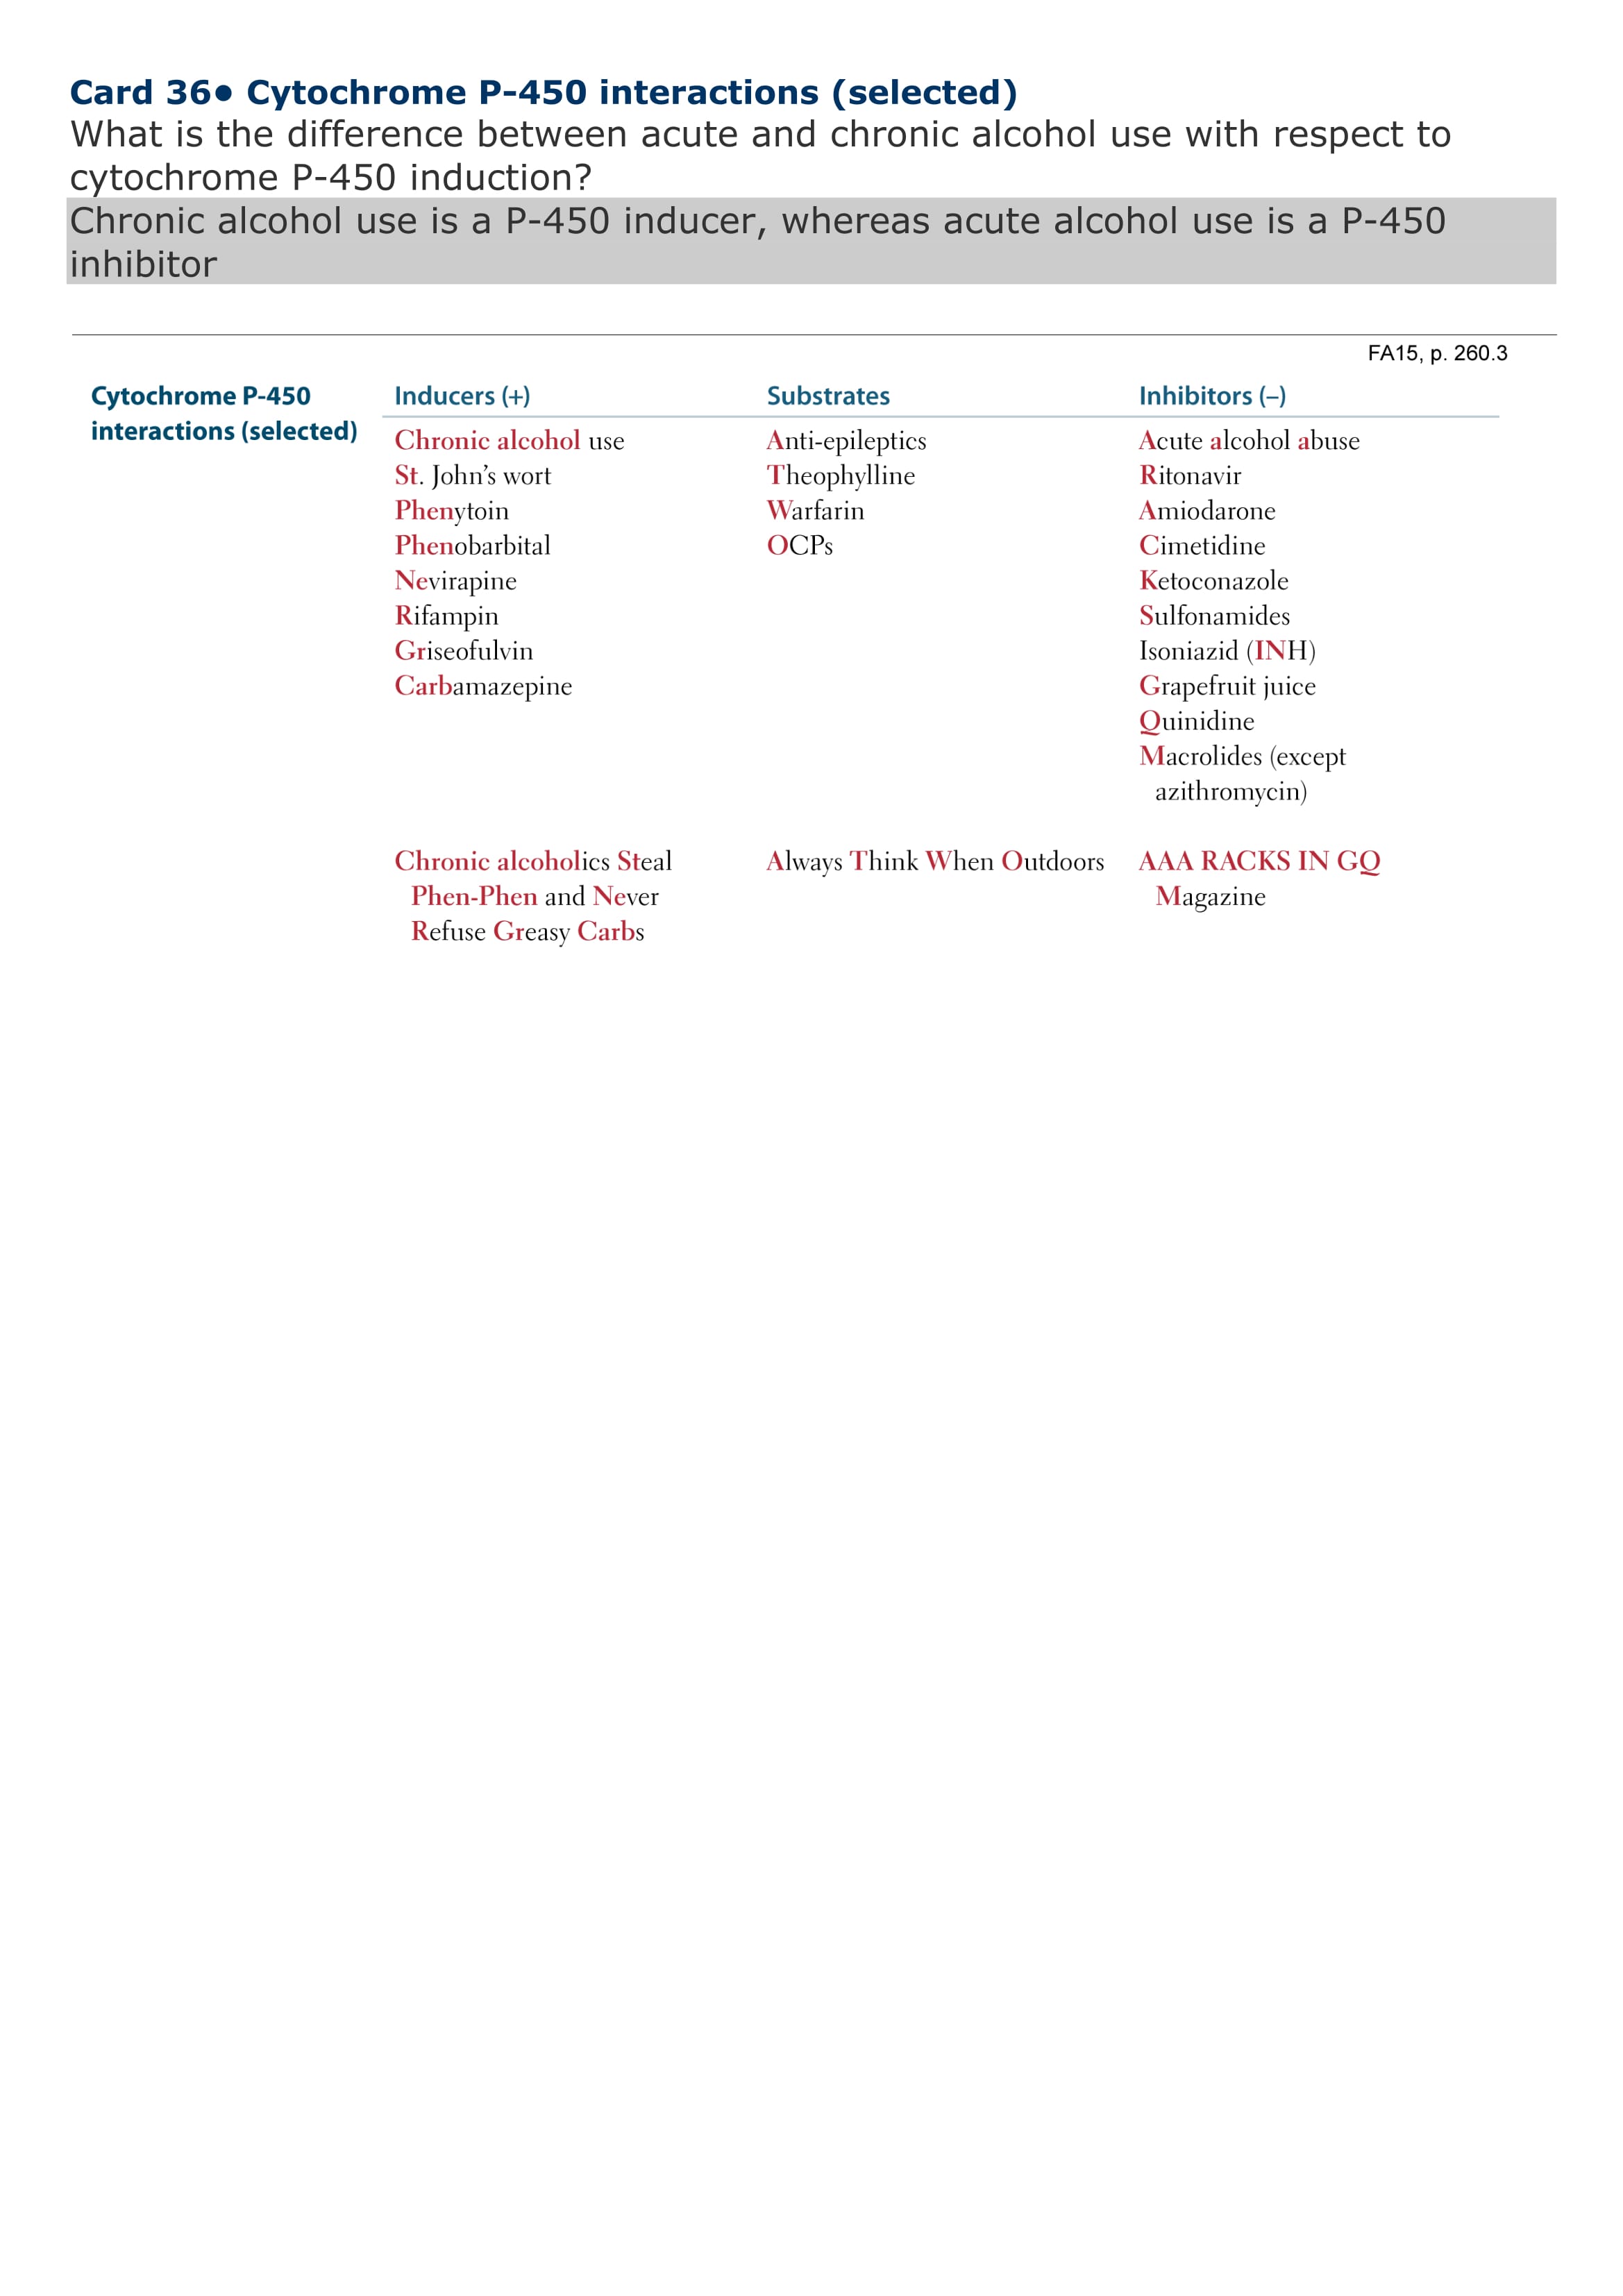 Card 36• Cytochrome P-450 interactions (selected)
What is the difference between acute and chronic alcohol use with respect to
cytochrome P-450 induction?
Chronic alcohol use is a P-450 inducer, whereas acute alcohol use is a P-450
inhibitor
FA15, p. 260.3
Cytochrome P-450
interactions (selected)
Inducers (+)
Chronic alcohol use
St. John’s wort
Phenytoin
Phenobarbital
Nevirapine
Rifampin
Griseofulvin
Carbamazepine
Chronic alcoholics Steal
Phen-Phen and Never
Refuse Greasy Carbs
Substrates
Anti-epileptics
Theophylline
Warfarin
OCPs
Always Think When Outdoors
Inhibitors (–)
Acute alcohol abuse
Ritonavir
Amiodarone
Cimetidine
Ketoconazole
Sulfonamides
Isoniazid (INH)
Grapefruit juice
Quinidine
Macrolides (except
azithromycin)
AAA RACKS IN GQ
Magazine